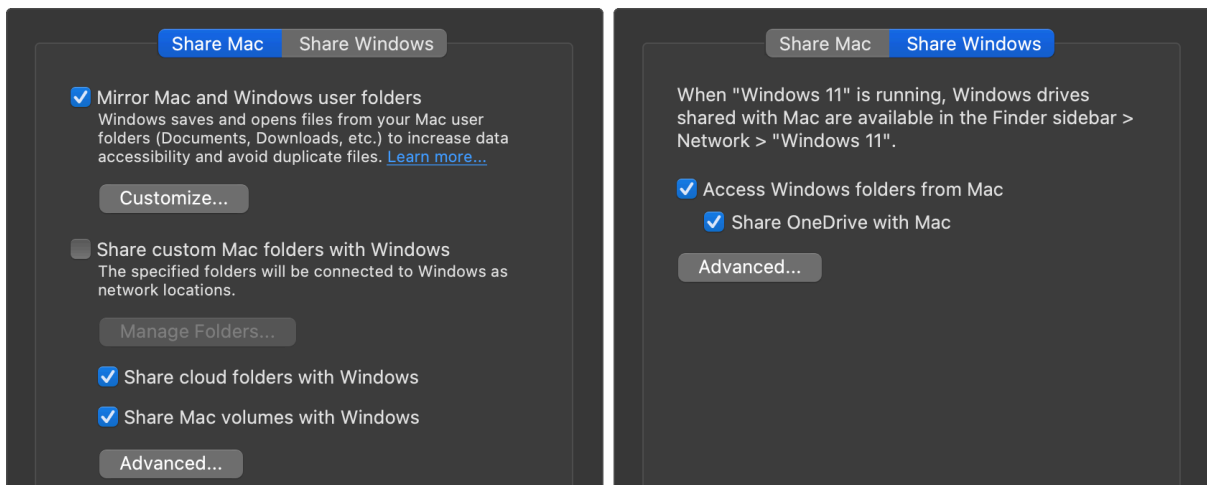 Share Mac
Share Windows
Mirror Mac and Windows user folders
Windows saves and opens files from your Mac user
folders (Documents, Downloads, etc.) to increase data
accessibility and avoid duplicate files. Learn more...
Customize...
Share custom Mac folders with Windows
The specified folders will be connected to Windows as
network locations.
Manage Folders...
Share cloud folders with Windows
Share Mac volumes with Windows
Advanced...
Share Mac
Share Windows
When "Windows 11" is running, Windows drives
shared with Mac are available in the Finder sidebar >
Network > "Windows 11".
Access Windows folders from Mac
Share OneDrive with Mac
Advanced...